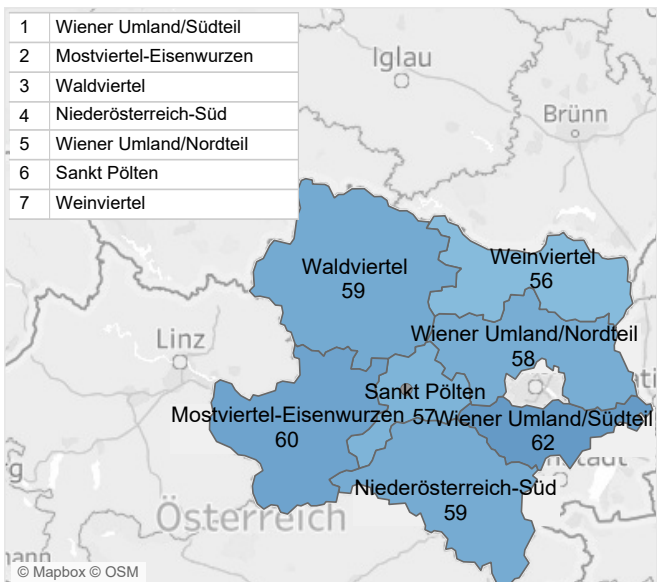 1 Wiener Umland/Südteil
2 Mostviertel-Eisenwurzen
3 Waldviertel
4 Niederösterreich-Süd
5 Wiener Umland/Nordteil
6 Sankt Pölten
7 Weinviertel
Iglau
Brünn
Waldviertel
59
Weinviertel
56
Linz
Wiener Umland/Nordteil
58
Sankt Pölten
57
Mostviertel-Eisenwurzen
60
Wiener Umland/Südteil
62
Niederösterreich-Süd
59
Österreich
© Mapbox © OSM